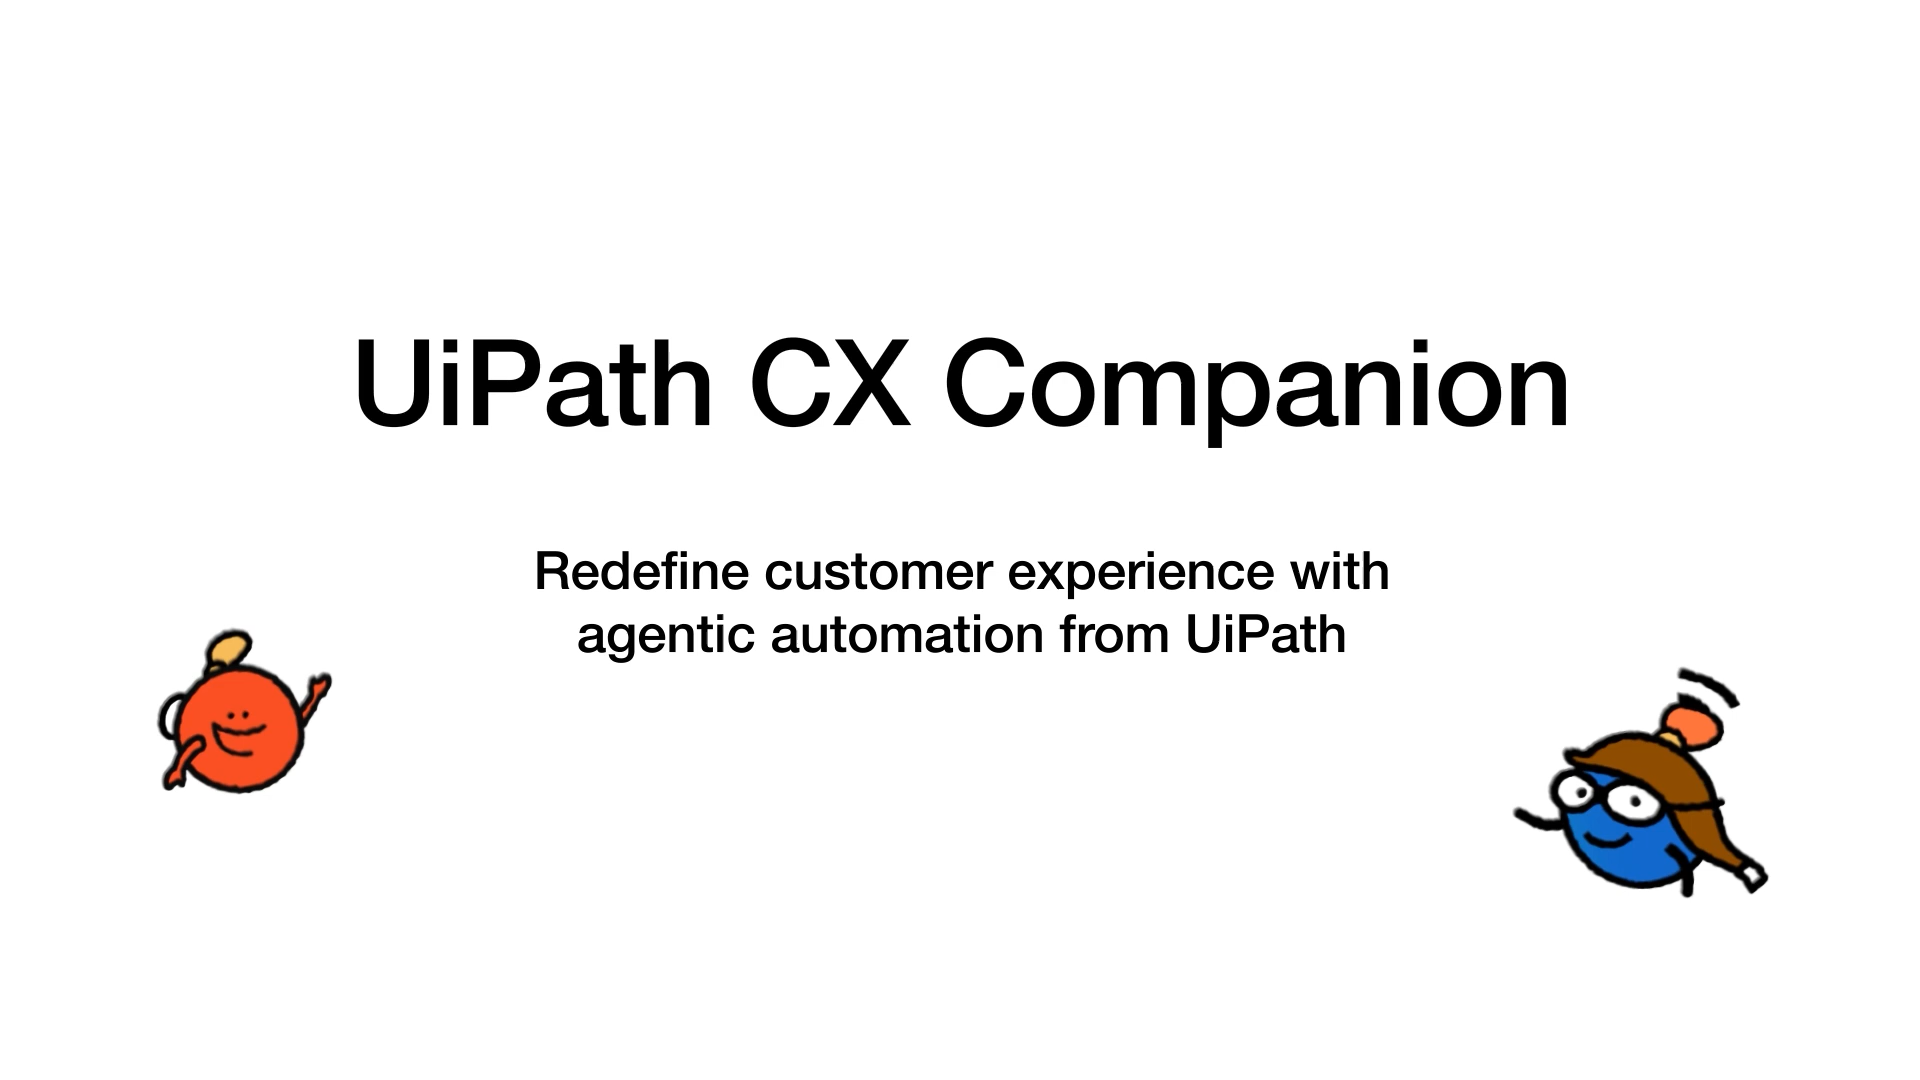 UiPath CX Companion
Redefine customer experience with
agentic automation from UiPath